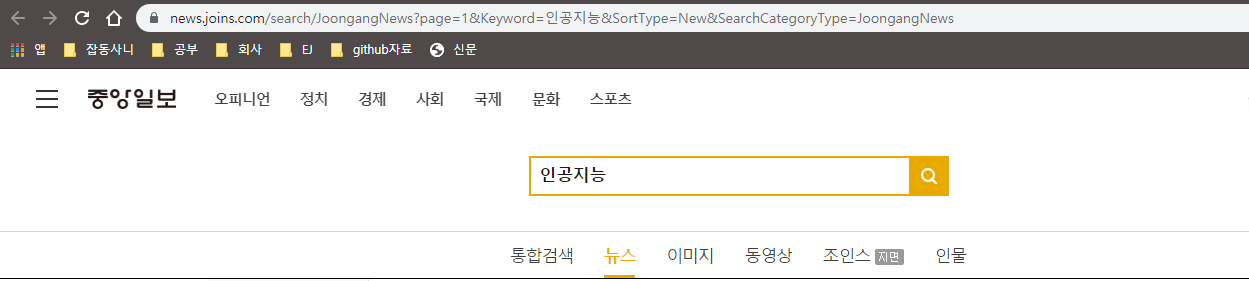 news.joins.com/search/JoongangNews?page=1&Keyword=인공지능&SortType=New&SearchCategoryType=JoongangNews
앱 잡동사니 공부 회사 EJ github자료 신문
중앙일보 오피니언 정치 경제 사회 국제 문화 스포츠
인공지능
통합검색 뉴스 이미지 동영상 조인스 지면 인물